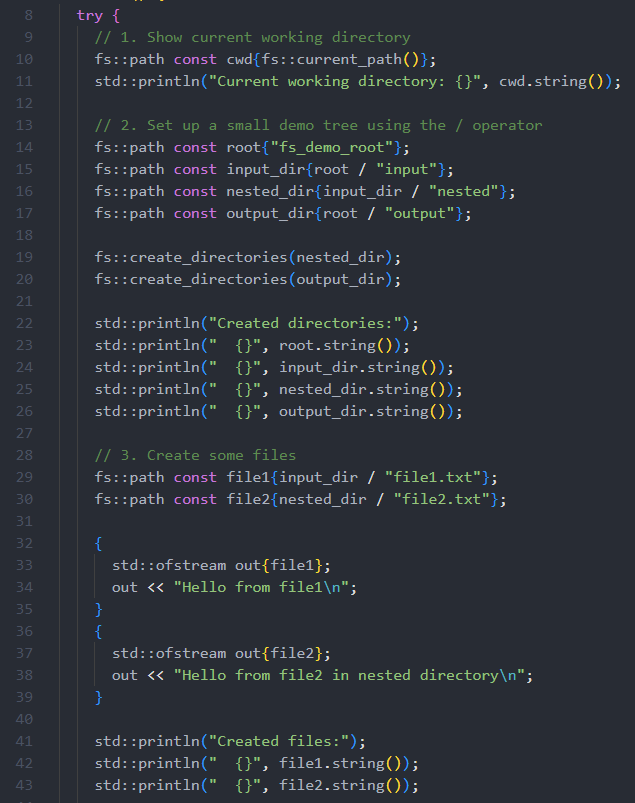 8 try {
9 // 1. Show current working directory
10 fs::path const cwd{fs::current_path()};
11 std::println("Current working directory: {}", cwd.string());
12
13 // 2. Set up a small demo tree using the / operator
14 fs::path const root{"fs_demo_root"};
15 fs::path const input_dir{root / "input"};
16 fs::path const nested_dir{input_dir / "nested"};
17 fs::path const output_dir{root / "output"};
18
19 fs::create_directories(nested_dir);
20 fs::create_directories(output_dir);
21
22 std::println("Created directories:");
23 std::println("  {}", root.string());
24 std::println("  {}", input_dir.string());
25 std::println("  {}", nested_dir.string());
26 std::println("  {}", output_dir.string());
27
28 // 3. Create some files
29 fs::path const file1{input_dir / "file1.txt"};
30 fs::path const file2{nested_dir / "file2.txt"};
31
32 {
33 std::ofstream out{file1};
34 out << "Hello from file1\n";
35 }
36 {
37 std::ofstream out{file2};
38 out << "Hello from file2 in nested directory\n";
39 }
40
41 std::println("Created files:");
42 std::println("  {}", file1.string());
43 std::println("  {}", file2.string());